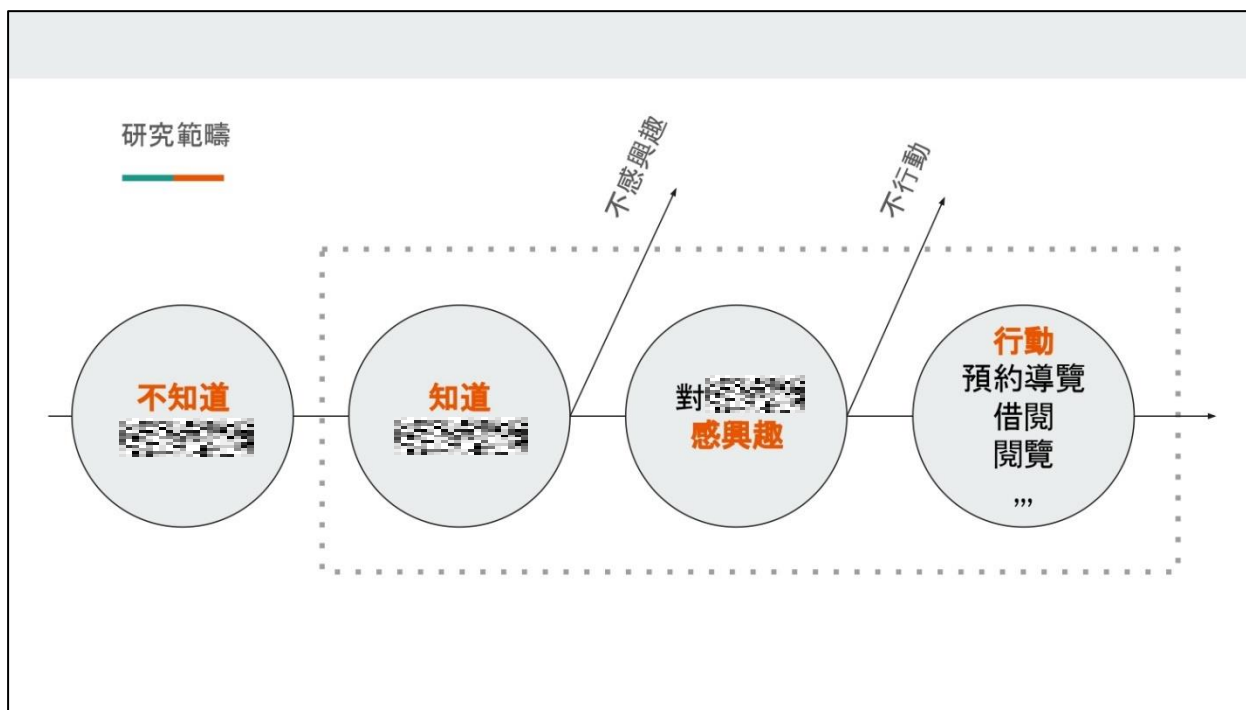 研究範疇
不感興趣
不行動
不知道
知道
對
感興趣
行動
預約導覽
借閱
閱覽
,,,